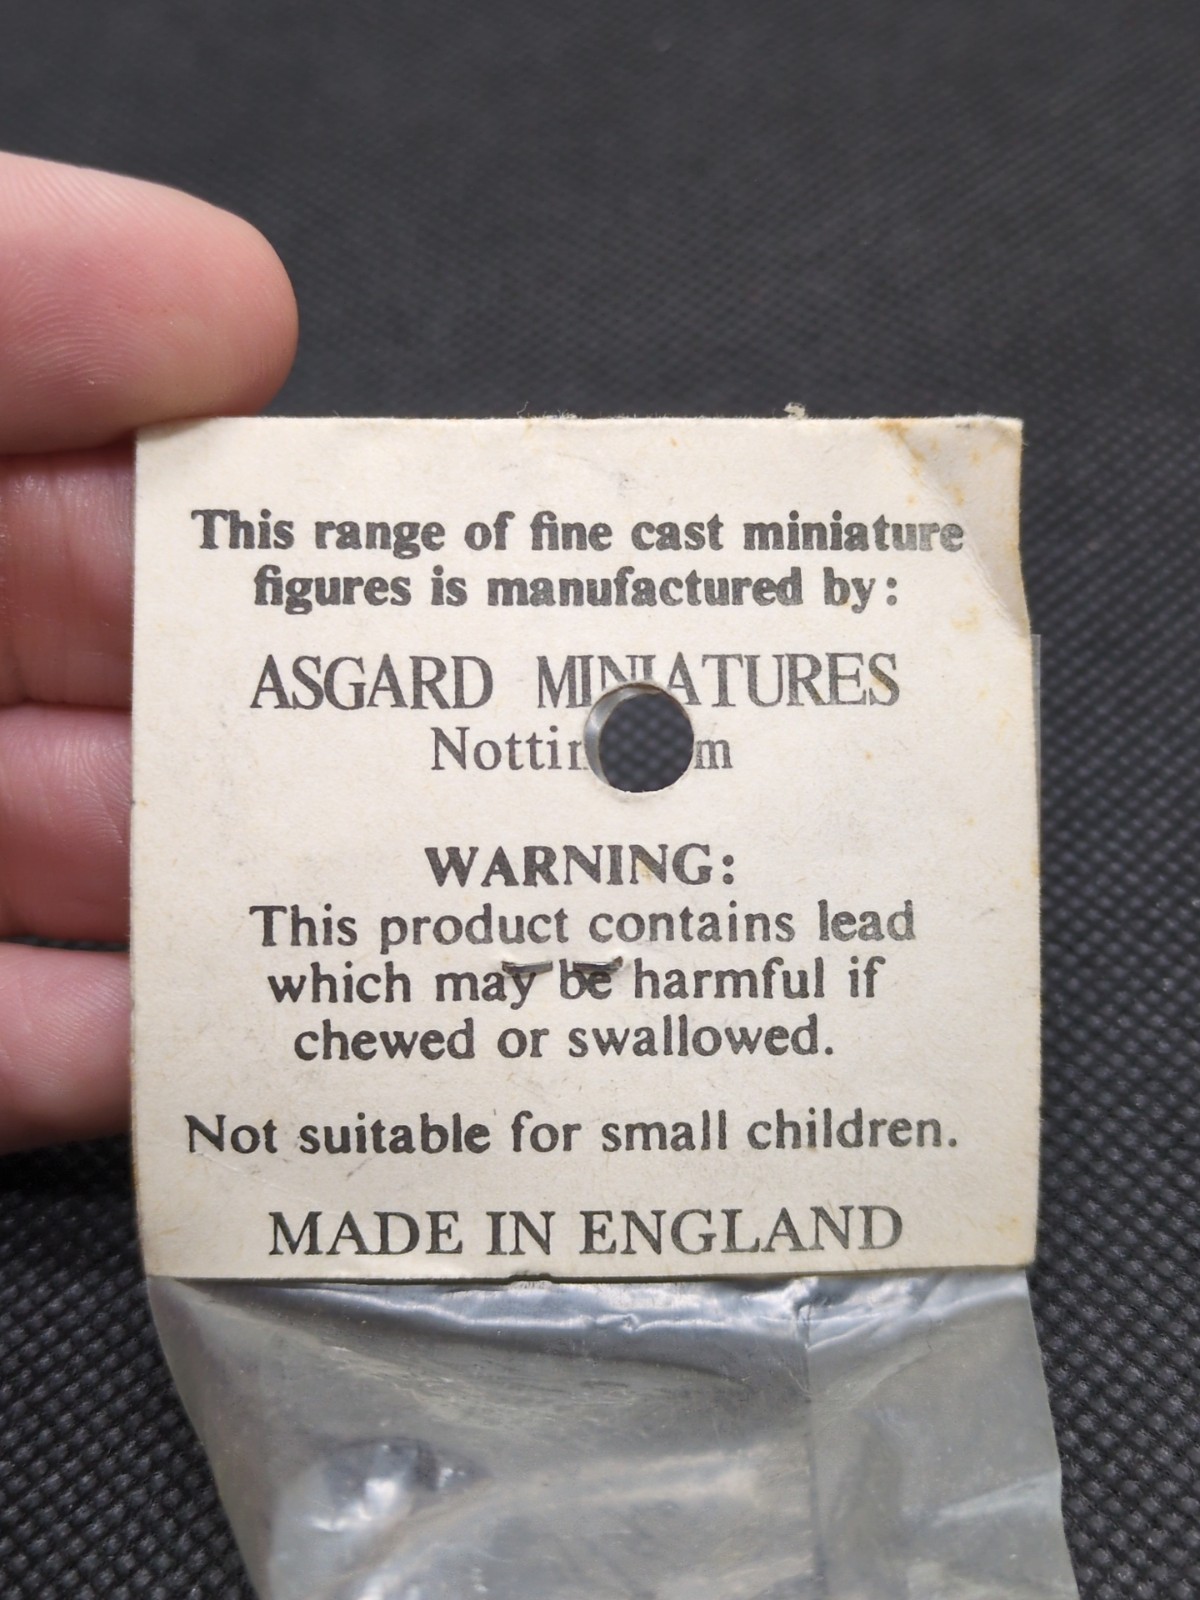 This range of fine cast miniature
figures is manufactured by:
ASGARD MINIATURES
WARNING:
This product contains lead
which may be harmful if
chewed or swallowed.
Not suitable for small children.
MADE IN ENGLAND